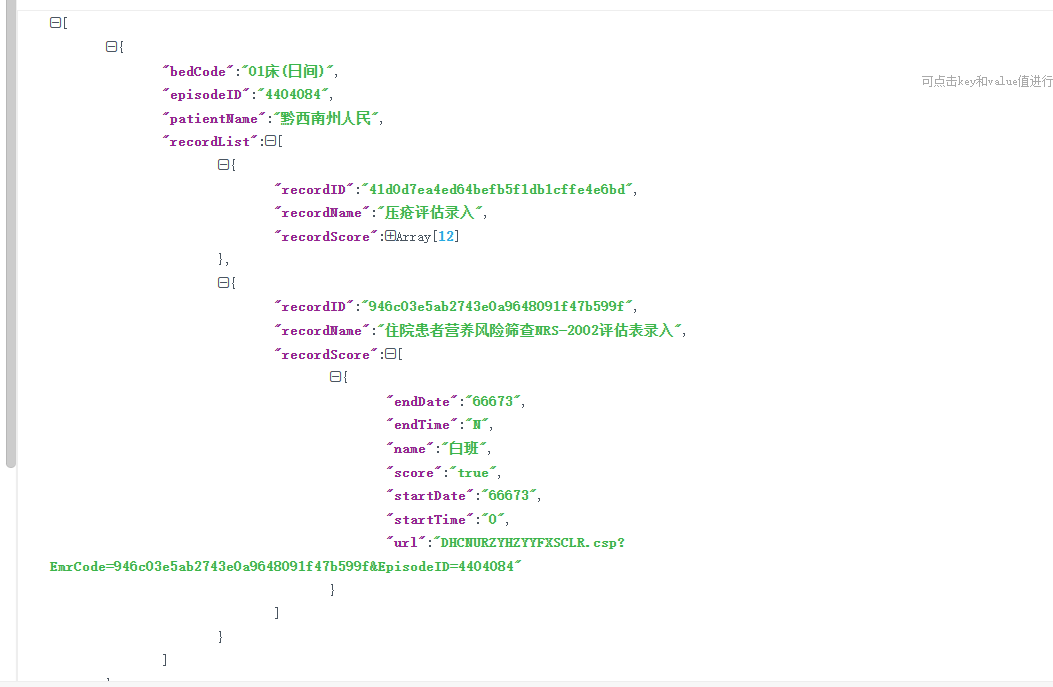 [
{
"bedCode":"01床(日间)",
可点击key和value值进行
"episodeID":"4404084",
"patientName":"黔西南州人民",
"recordList":[
{
"recordID":"41d0d7ea4ed64befb5f1db1cffe4e6bd",
"recordName":"压疮评估录入",
"recordScore":Array[12]
},
{
"recordID":"946c03e5ab2743e0a9648091f47b599f",
"recordName":"住院患者营养风险筛查NRS-2002评估表录入",
"recordScore":[
{
"endDate":"66673",
"endTime":"N",
"name":"白班",
"score":"true",
"startDate":"66673",
"startTime":"0",
"url":"DHCNURZYHZYYFXSCLR.csp?
EmrCode=946c03e5ab2743e0a9648091f47b599f&EpisodeID=4404084"
}
]
}
]